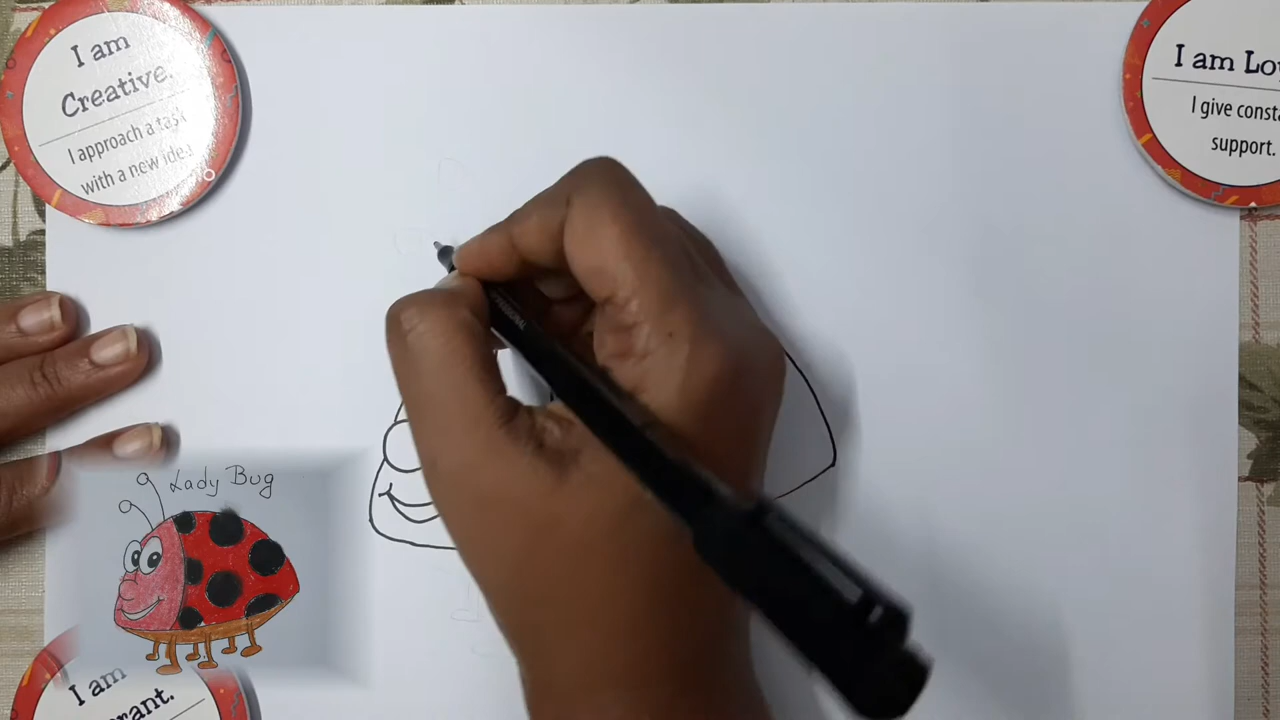 I am
Creative.
I approach a task
with a new idea
I am Lo
I give consta
support.
Lady Bug
I am
rant.